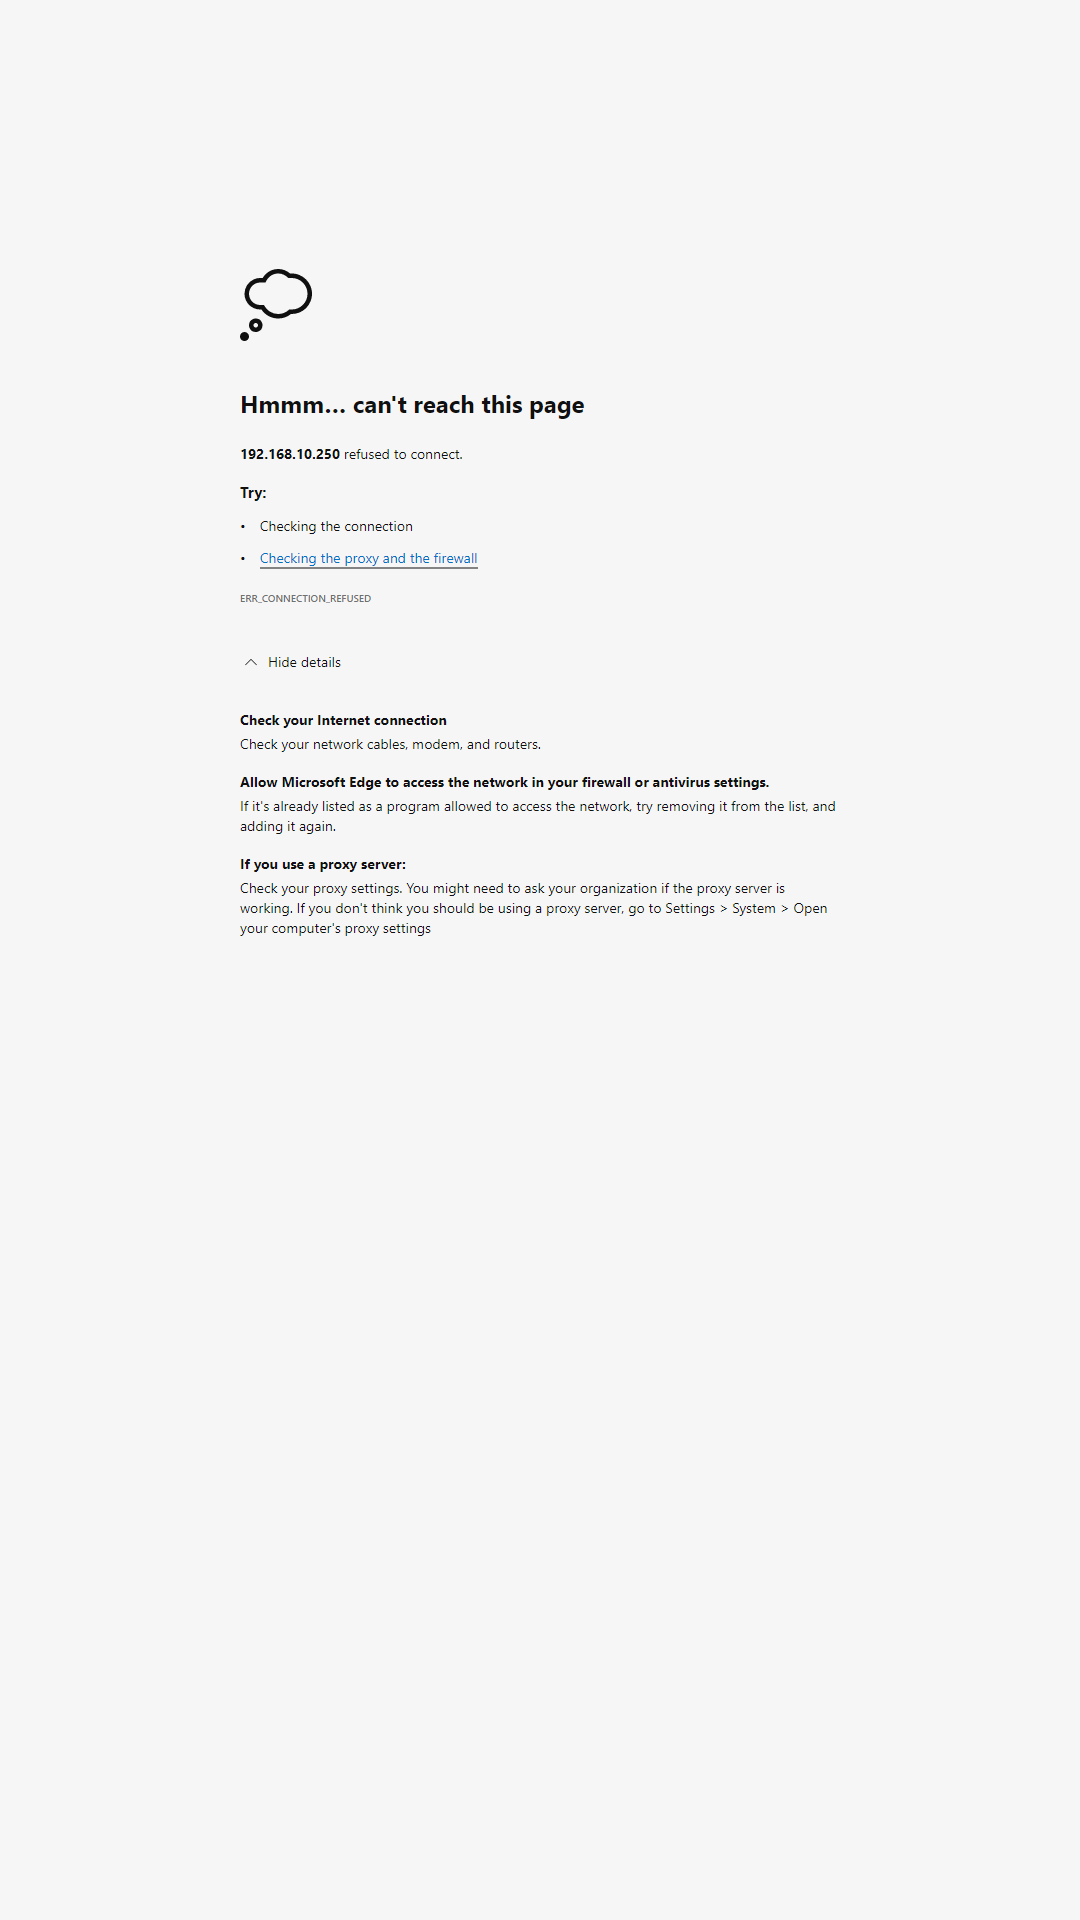 Hmmm… can't reach this page
192.168.10.250 refused to connect.
Try:
• Checking the connection
• Checking the proxy and the firewall
ERR_CONNECTION_REFUSED
Hide details
Check your Internet connection
Check your network cables, modem, and routers.
Allow Microsoft Edge to access the network in your firewall or antivirus settings.
If it's already listed as a program allowed to access the network, try removing it from the list, and
adding it again.
If you use a proxy server:
Check your proxy settings. You might need to ask your organization if the proxy server is
working. If you don't think you should be using a proxy server, go to Settings > System > Open
your computer's proxy settings